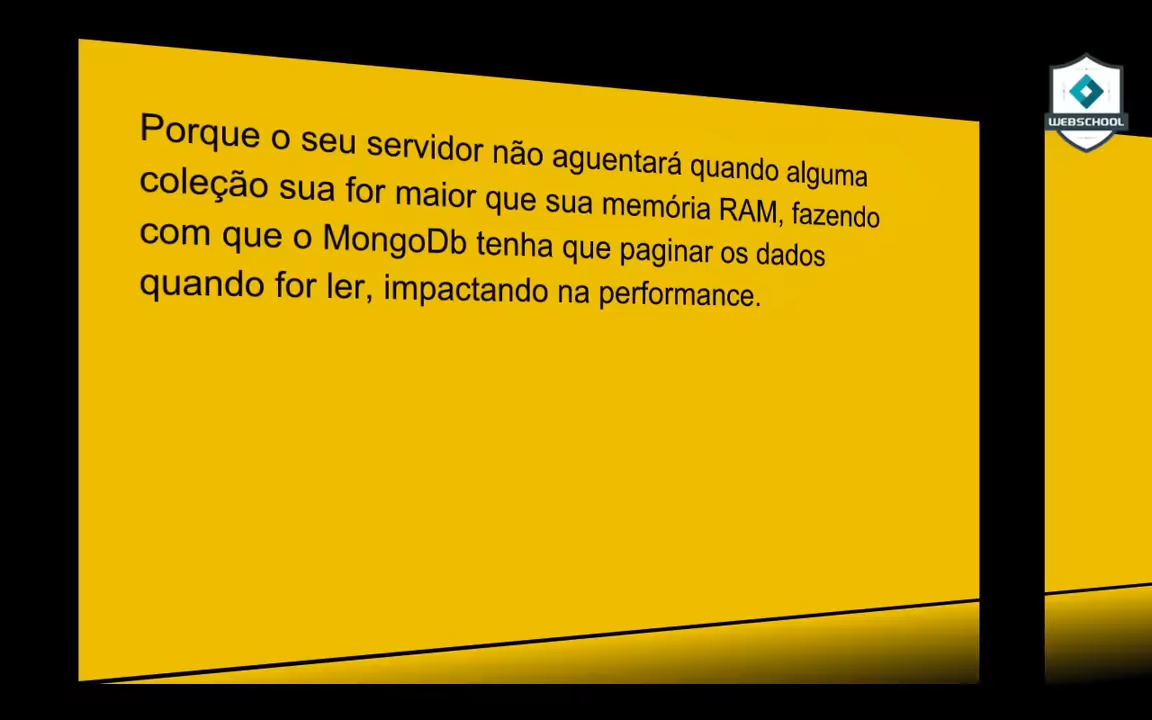 Porque o seu servidor não aguentará quando alguma
coleção sua for maior que sua memória RAM, fazendo
com que o MongoDb tenha que paginar os dados
quando for ler, impactando na performance.
WEBSCHOOL